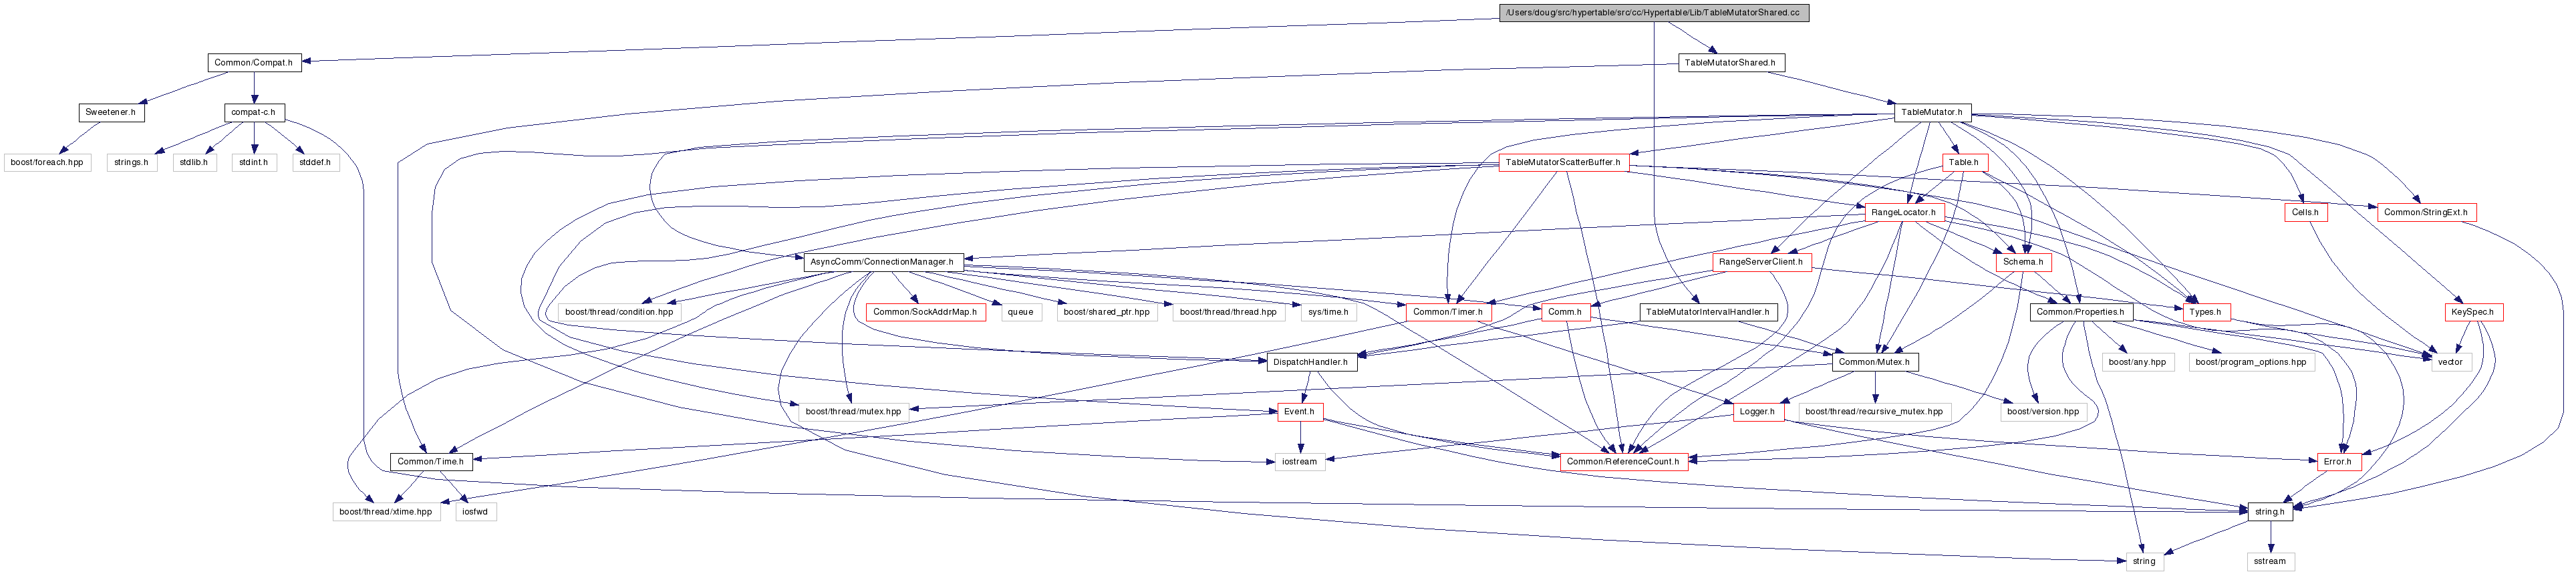 /Users/doug/src/hypertable/src/cc/Hypertable/Lib/TableMutatorShared.cc
Common/Compat.h
TableMutatorShared.h
Sweetener.h
compat-c.h
TableMutator.h
boost/foreach.hpp
strings.h
stdlib.h
stdint.h
stddef.h
TableMutatorScatterBuffer.h
Table.h
RangeLocator.h
Cells.h
Common/StringExt.h
AsyncComm/ConnectionManager.h
RangeServerClient.h
Schema.h
boost/thread/condition.hpp
Common/SockAddrMap.h
queue
boost/shared_ptr.hpp
boost/thread/thread.hpp
sys/time.h
Common/Timer.h
Comm.h
TableMutatorIntervalHandler.h
Common/Properties.h
Types.h
KeySpec.h
DispatchHandler.h
Common/Mutex.h
boost/any.hpp
boost/program_options.hpp
vector
boost/thread/mutex.hpp
Event.h
Logger.h
boost/thread/recursive_mutex.hpp
boost/version.hpp
Common/Time.h
iostream
Common/ReferenceCount.h
Error.h
boost/thread/xtime.hpp
iosfwd
string.h
string
sstream